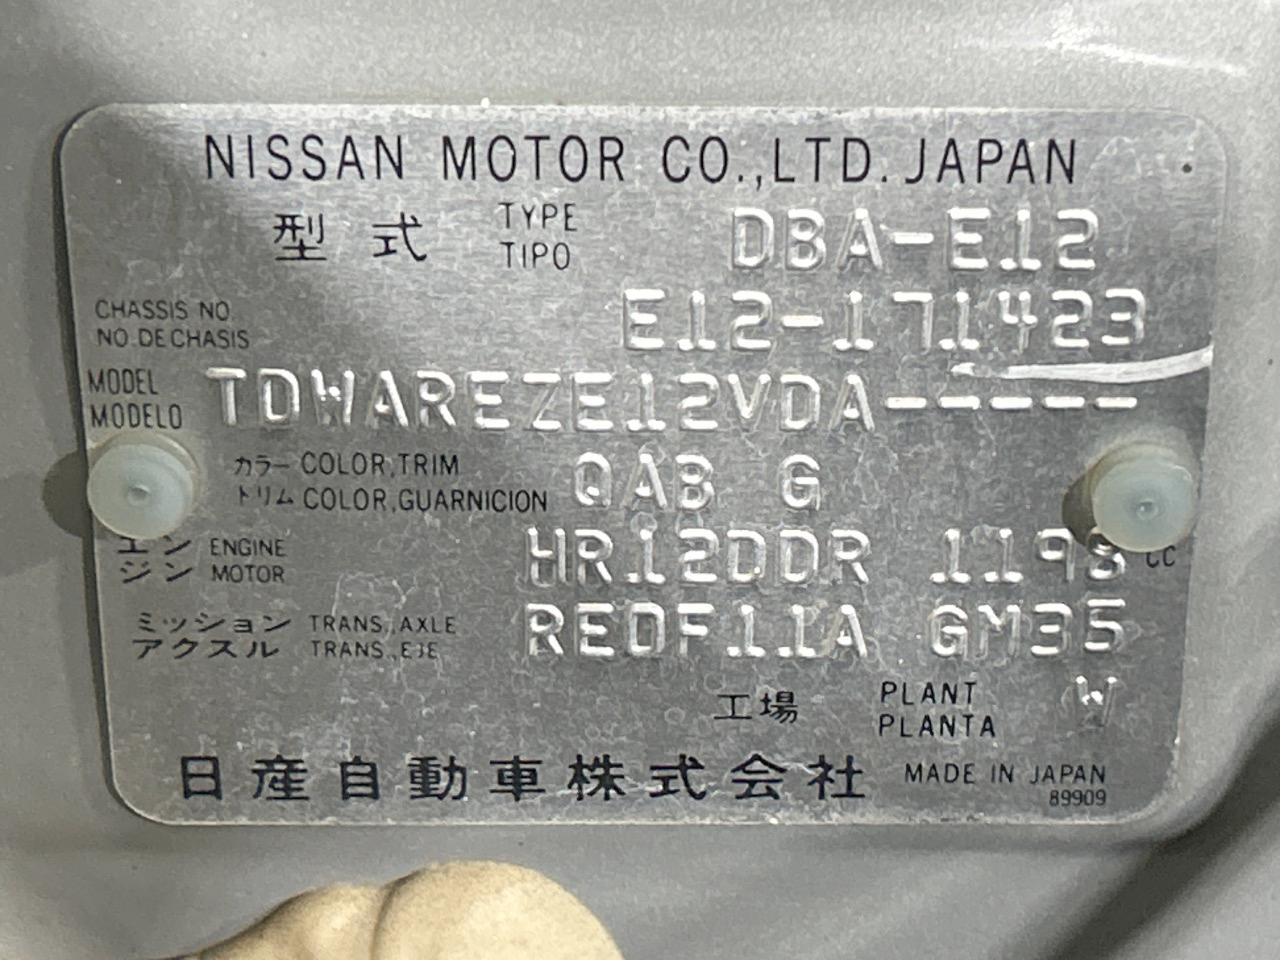 NISSAN MOTOR CO.,LTD. JAPAN
型式 TYPE DBA-E12
TIPO
CHASSIS NO. E12-171423
NO. DE CHASIS
MODEL TDWAREZE12VDA-----
MODELO
カラー COLOR,TRIM QAB G
トリム COLOR,GUARNICION
エン ENGINE HR12DDR 1198 CC
ジン MOTOR
ミッション TRANS.,AXLE RE0F11A GM35
アクスル TRANS.,EJE
工場 PLANT W
PLANTA
日産自動車株式会社 MADE IN JAPAN
89909